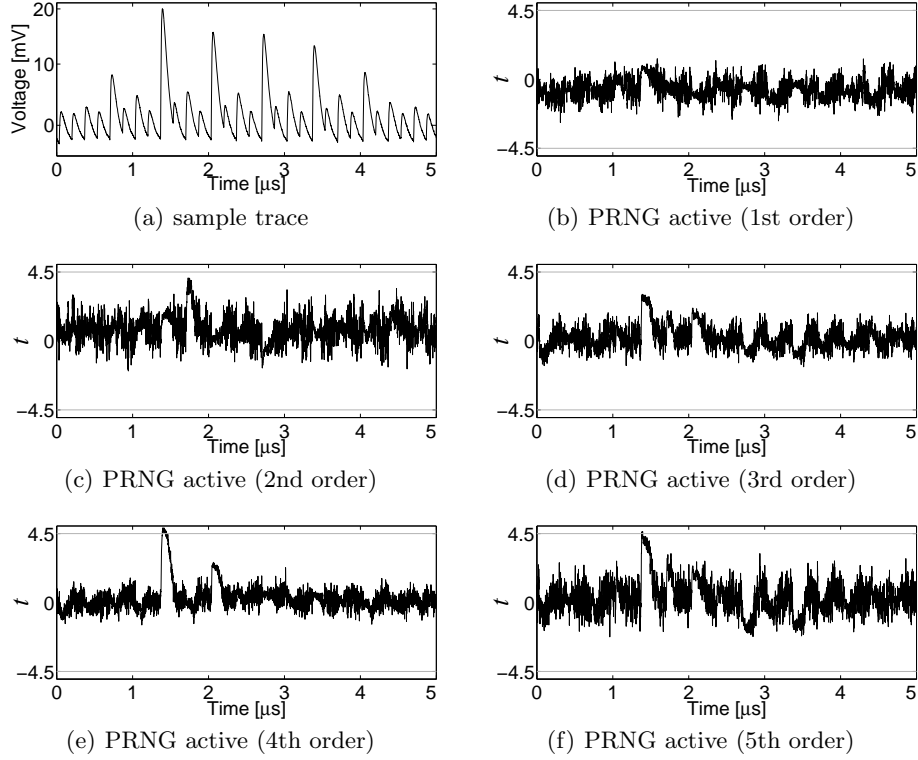 20
10
0
Voltage [mV]
0 1 2 3 4 5
Time [μs]
(a) sample trace
4.5
0
−4.5
t
0 1 2 3 4 5
Time [μs]
(b) PRNG active (1st order)
4.5
0
−4.5
t
0 1 2 3 4 5
Time [μs]
(c) PRNG active (2nd order)
4.5
0
−4.5
t
0 1 2 3 4 5
Time [μs]
(d) PRNG active (3rd order)
4.5
0
−4.5
t
0 1 2 3 4 5
Time [μs]
(e) PRNG active (4th order)
4.5
0
−4.5
t
0 1 2 3 4 5
Time [μs]
(f) PRNG active (5th order)